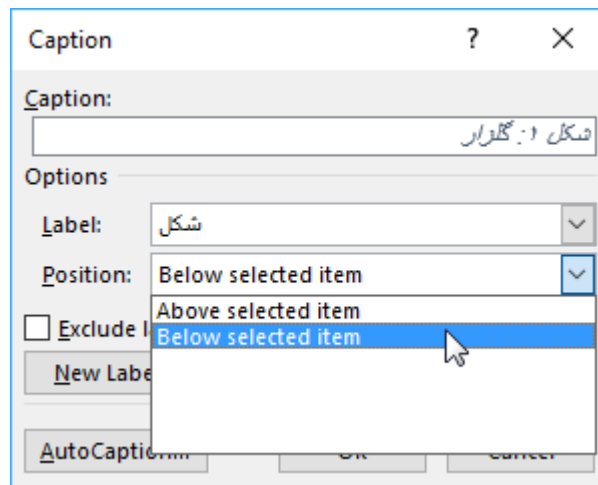 Caption ?
Caption:
شکل ۱: گلزار
Options
Label: شکل
Position: Below selected item
Above selected item
Exclude l
Below selected item
New Labe
AutoCaption...